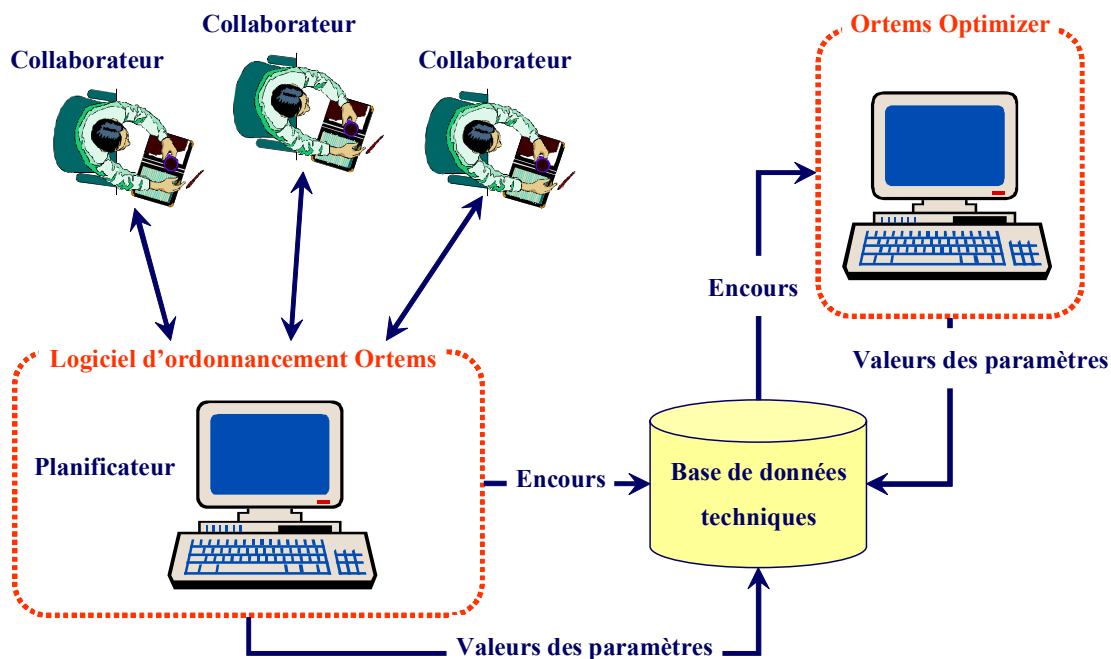 Collaborateur
Collaborateur
Collaborateur
Ortems Optimizer
Encours
Valeurs des paramètres
Logiciel d’ordonnancement Ortems
Planificateur
Encours
Base de données
techniques
Valeurs des paramètres